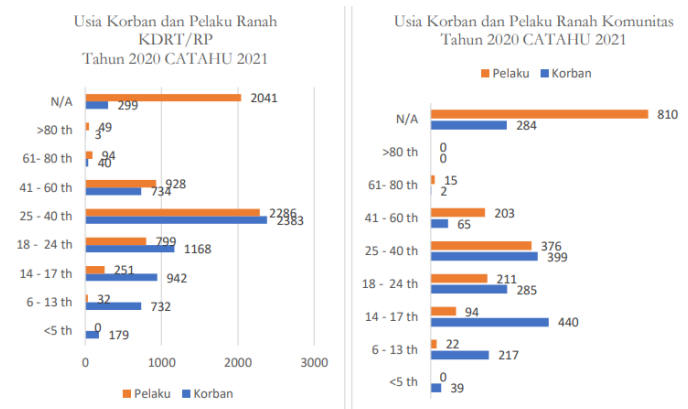 Usia Korban dan Pelaku Ranah
KDRT/RP
Tahun 2020 CATAHU 2021
N/A
2041
299
>80 th
49
3
61- 80 th
94
40
41 - 60 th
928
734
25 - 40 th
2286
2383
18 - 24 th
799
1168
14 - 17 th
251
942
6 - 13 th
32
732
<5 th
0
179
0 1000 2000 3000
Pelaku Korban
Usia Korban dan Pelaku Ranah Komunitas
Tahun 2020 CATAHU 2021
Pelaku Korban
N/A
810
284
>80 th
0
0
61- 80 th
15
2
41 - 60 th
203
65
25 - 40 th
376
399
18 - 24 th
211
285
14 - 17 th
94
440
6 - 13 th
22
217
<5 th
0
39